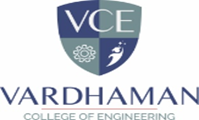 VCE
VARDHAMAN
COLLEGE OF ENGINEERING